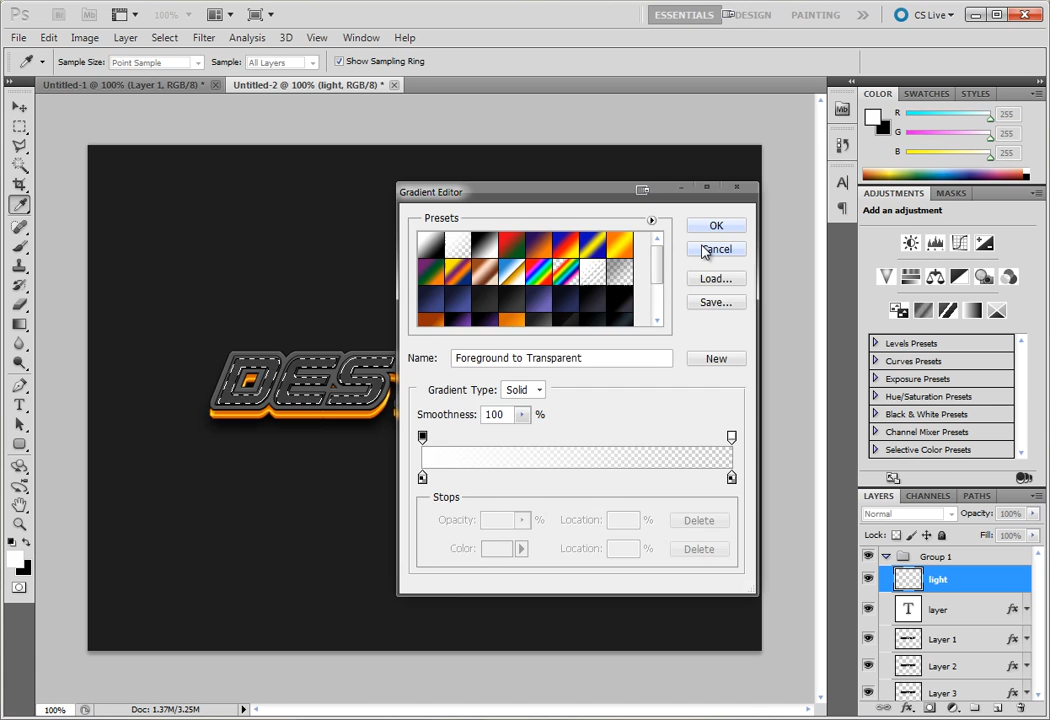 Ps Br Mb 100% ESSENTIALS DESIGN PAINTING CS Live
File Edit Image Layer Select Filter Analysis 3D View Window Help
Sample Size: Point Sample Sample: All Layers Show Sampling Ring
Untitled-1 @ 100% (Layer 1, RGB/8) * Untitled-2 @ 100% (light, RGB/8) *
COLOR SWATCHES STYLES
R 255
G 255
B 255
ADJUSTMENTS MASKS
Add an adjustment
Gradient Editor
Presets
OK
Cancel
Load...
Save...
Name: Foreground to Transparent New
Gradient Type: Solid
Smoothness: 100 %
Stops
Opacity: % Location: % Delete
Color: Location: % Delete
DES
Levels Presets
Curves Presets
Exposure Presets
Hue/Saturation Presets
Black & White Presets
Channel Mixer Presets
Selective Color Presets
LAYERS CHANNELS PATHS
Normal Opacity: 100%
Lock: Fill: 100%
Group 1
light
T layer fx
Layer 1
Layer 2
Layer 3
100% Doc: 1.37M/3.25M